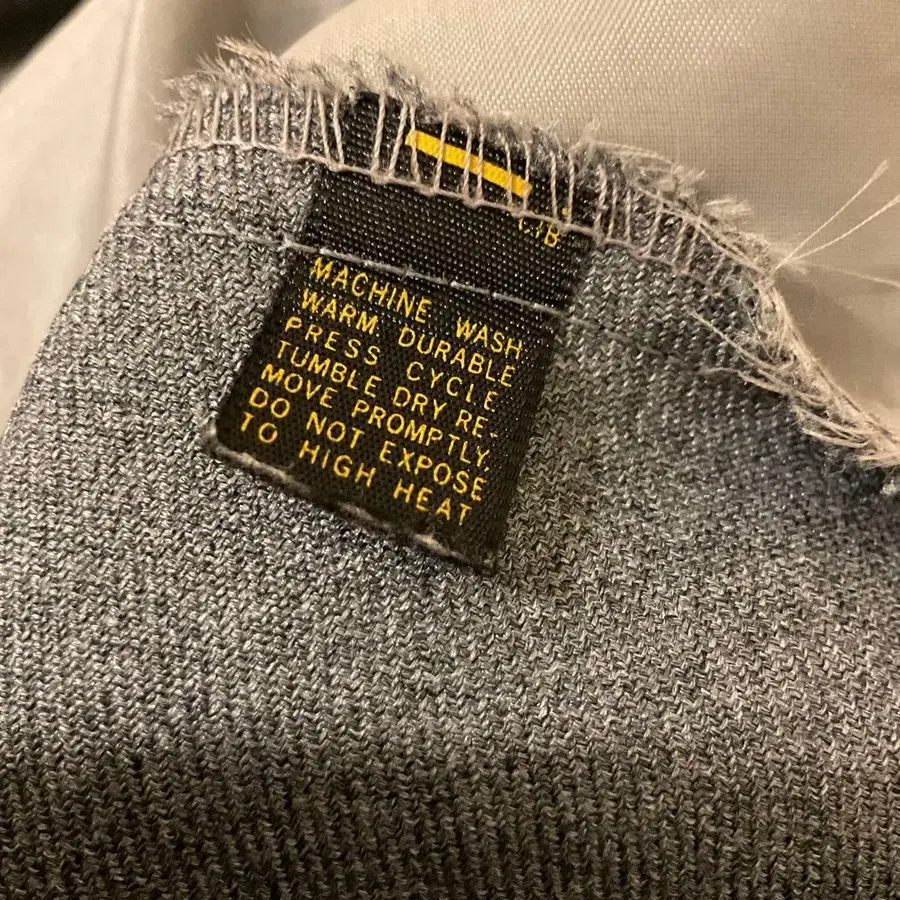 MACHINE WASH
WARM DURABLE
PRESS CYCLE
TUMBLE DRY RE-
MOVE PROMPTLY.
DO NOT EXPOSE
TO HIGH HEAT